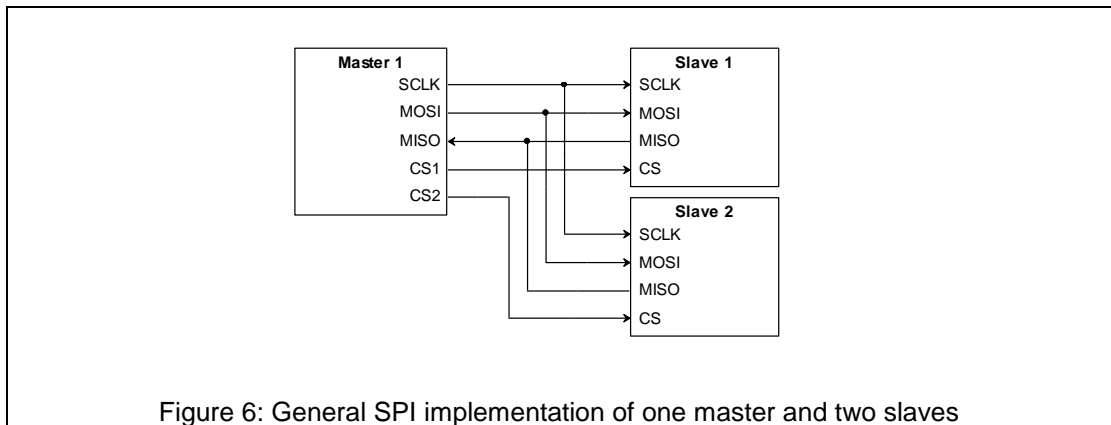 Master 1
SCLK
MOSI
MISO
CS1
CS2
Slave 1
SCLK
MOSI
MISO
CS
Slave 2
SCLK
MOSI
MISO
CS
Figure 6: General SPI implementation of one master and two slaves